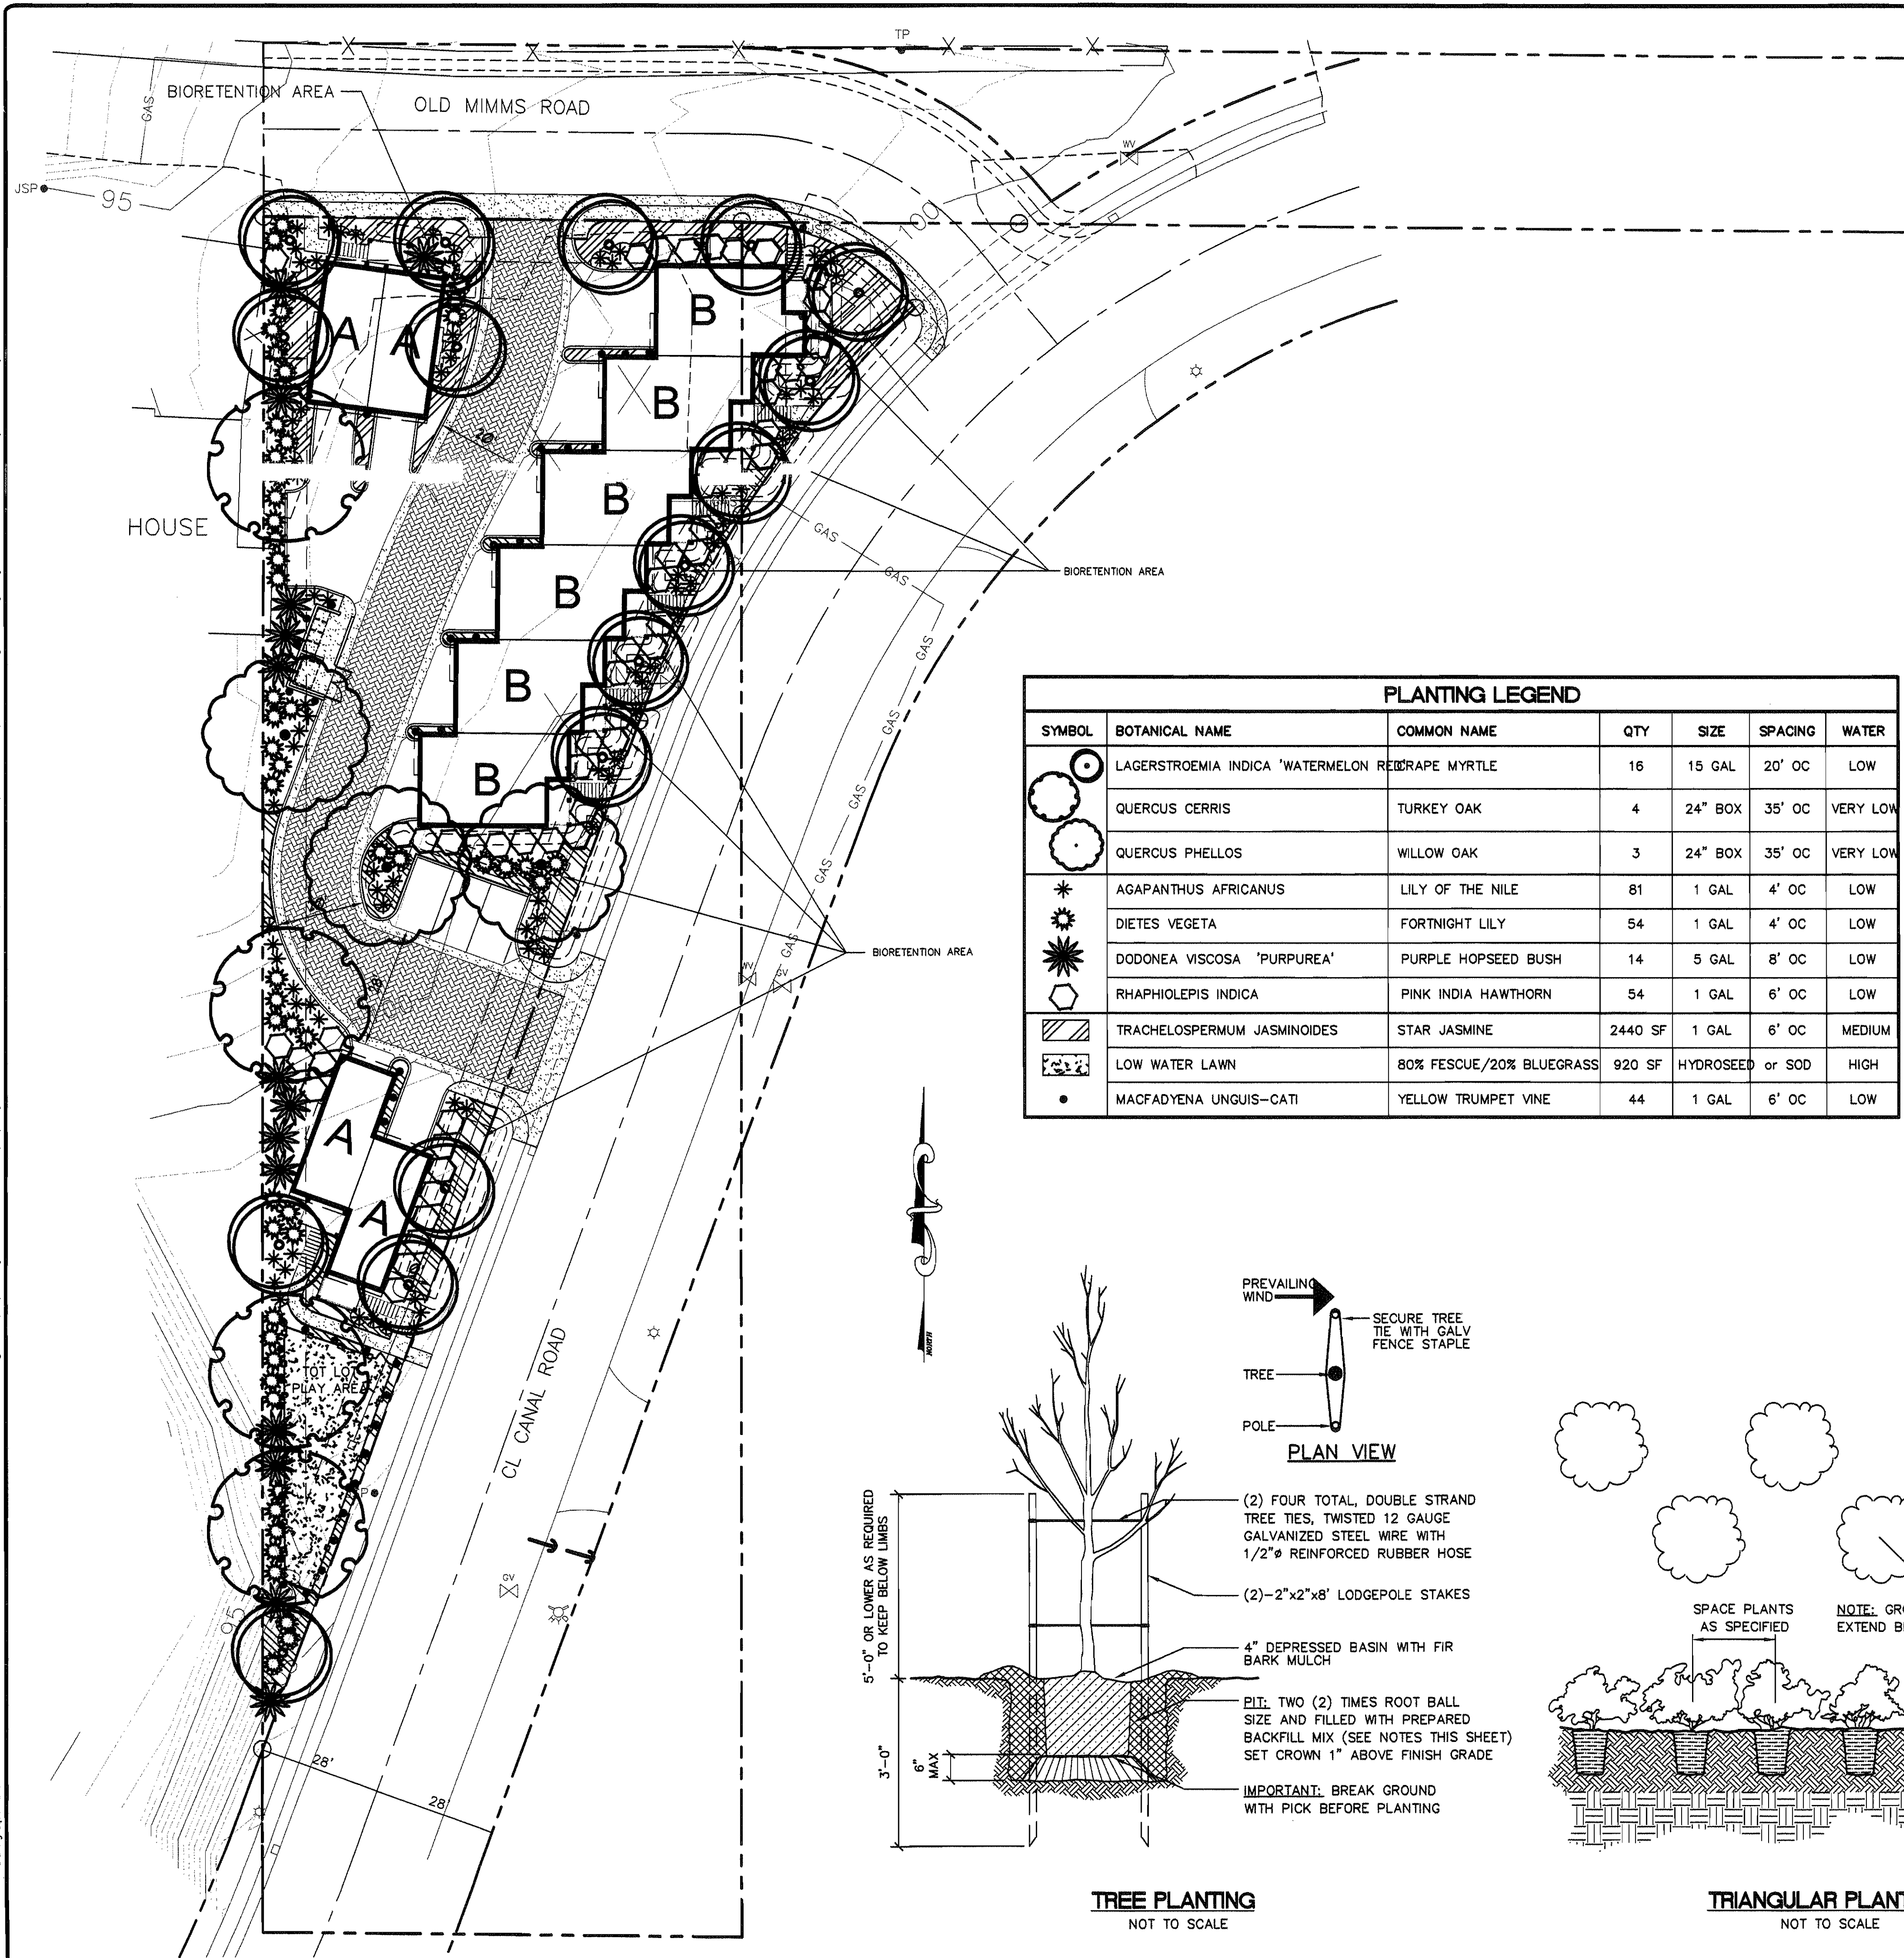 TP
BIORETENTION AREA
GAS
OLD MIMMS ROAD
WV
JSP
95
100
JSP
B
A A
B
20'
B
HOUSE
GAS
GAS
B
BIORETENTION AREA
GAS
B
GAS
B
GAS
GAS
GAS
BIORETENTION AREA
WV
GV
28'
A
A
TOT LOT
PLAY AREA
CL CANAL ROAD
GV
95
28'
28'
PLANTING LEGEND
SYMBOL BOTANICAL NAME COMMON NAME QTY SIZE SPACING WATER
LAGERSTROEMIA INDICA 'WATERMELON RED' CRAPE MYRTLE 16 15 GAL 20' OC LOW
QUERCUS CERRIS TURKEY OAK 4 24" BOX 35' OC VERY LOW
QUERCUS PHELLOS WILLOW OAK 3 24" BOX 35' OC VERY LOW
AGAPANTHUS AFRICANUS LILY OF THE NILE 81 1 GAL 4' OC LOW
DIETES VEGETA FORTNIGHT LILY 54 1 GAL 4' OC LOW
DODONEA VISCOSA 'PURPUREA' PURPLE HOPSEED BUSH 14 5 GAL 8' OC LOW
RHAPHIOLEPIS INDICA PINK INDIA HAWTHORN 54 1 GAL 6' OC LOW
TRACHELOSPERMUM JASMINOIDES STAR JASMINE 2440 SF 1 GAL 6' OC MEDIUM
LOW WATER LAWN 80% FESCUE/20% BLUEGRASS 920 SF HYDROSEED or SOD HIGH
MACFADYENA UNGUIS-CATI YELLOW TRUMPET VINE 44 1 GAL 6' OC LOW
NORTH
PREVAILING
WIND
SECURE TREE
TIE WITH GALV
FENCE STAPLE
TREE
POLE
PLAN VIEW
5'-0" OR LOWER AS REQUIRED
TO KEEP BELOW LIMBS
3'-0"
6"
MAX
(2) FOUR TOTAL, DOUBLE STRAND
TREE TIES, TWISTED 12 GAUGE
GALVANIZED STEEL WIRE WITH
1/2"ø REINFORCED RUBBER HOSE
(2)-2"x2"x8' LODGEPOLE STAKES
4" DEPRESSED BASIN WITH FIR
BARK MULCH
PIT: TWO (2) TIMES ROOT BALL
SIZE AND FILLED WITH PREPARED
BACKFILL MIX (SEE NOTES THIS SHEET)
SET CROWN 1" ABOVE FINISH GRADE
IMPORTANT: BREAK GROUND
WITH PICK BEFORE PLANTING
TREE PLANTING
NOT TO SCALE
SPACE PLANTS
AS SPECIFIED
NOTE: GR
EXTEND B
TRIANGULAR PLANT
NOT TO SCALE